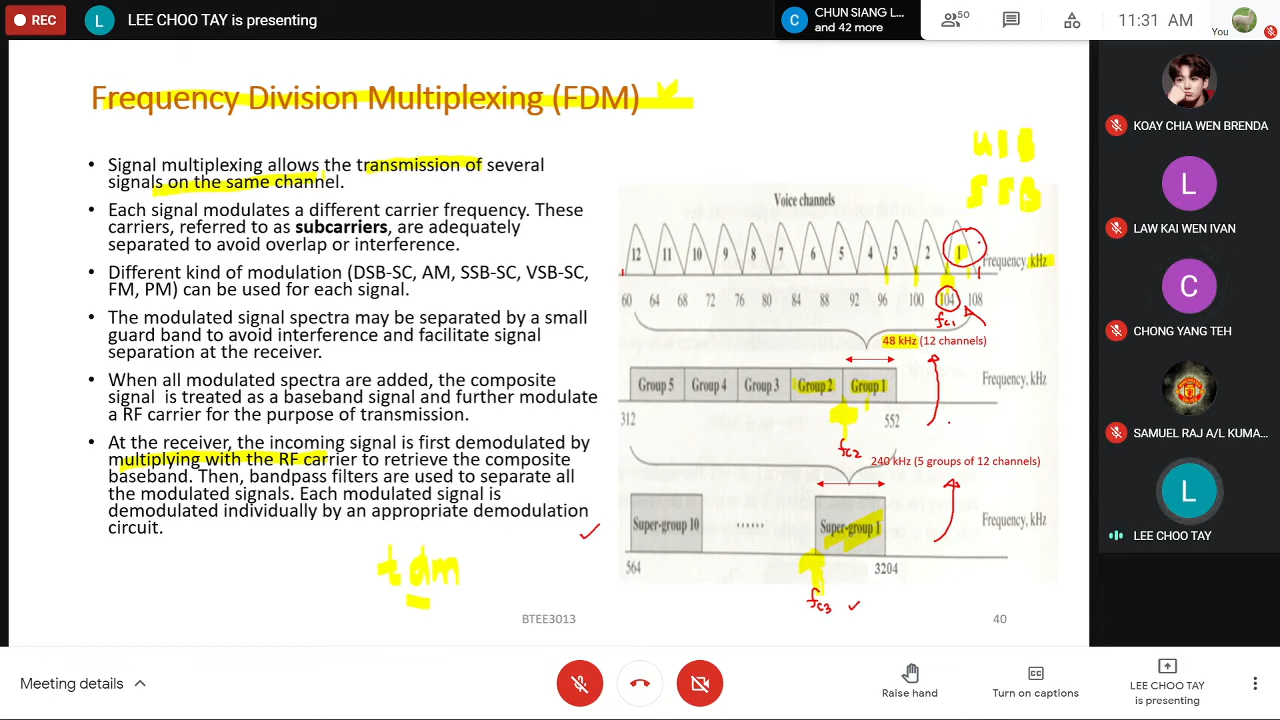 REC
L
LEE CHOO TAY is presenting
C
CHUN SIANG L...
and 42 more
50
11:31 AM
You
Frequency Division Multiplexing (FDM)
• Signal multiplexing allows the transmission of several
signals on the same channel.
• Each signal modulates a different carrier frequency. These
carriers, referred to as subcarriers, are adequately
separated to avoid overlap or interference.
• Different kind of modulation (DSB-SC, AM, SSB-SC, VSB-SC,
FM, PM) can be used for each signal.
• The modulated signal spectra may be separated by a small
guard band to avoid interference and facilitate signal
separation at the receiver.
• When all modulated spectra are added, the composite
signal is treated as a baseband signal and further modulate
a RF carrier for the purpose of transmission.
• At the receiver, the incoming signal is first demodulated by
multiplying with the RF carrier to retrieve the composite
baseband. Then, bandpass filters are used to separate all
the modulated signals. Each modulated signal is
demodulated individually by an appropriate demodulation
circuit.
tdm
SSB
Voice channels
12 11 10 9 8 7 6 5 4 3 2 1
Frequency, kHz
60 64 68 72 76 80 84 88 92 96 100 104 108
fc1
48 kHz (12 channels)
Group 5 Group 4 Group 3 Group 2 Group 1
Frequency, kHz
312 552
fc2
240 kHz (5 groups of 12 channels)
Super-group 10 ...... Super-group 1
Frequency, kHz
564 3204
fc3
BTEE3013
40
KOAY CHIA WEN BRENDA
L
LAW KAI WEN IVAN
C
CHONG YANG TEH
SAMUEL RAJ A/L KUMA...
L
LEE CHOO TAY
Meeting details
Raise hand
CC
Turn on captions
LEE CHOO TAY
is presenting